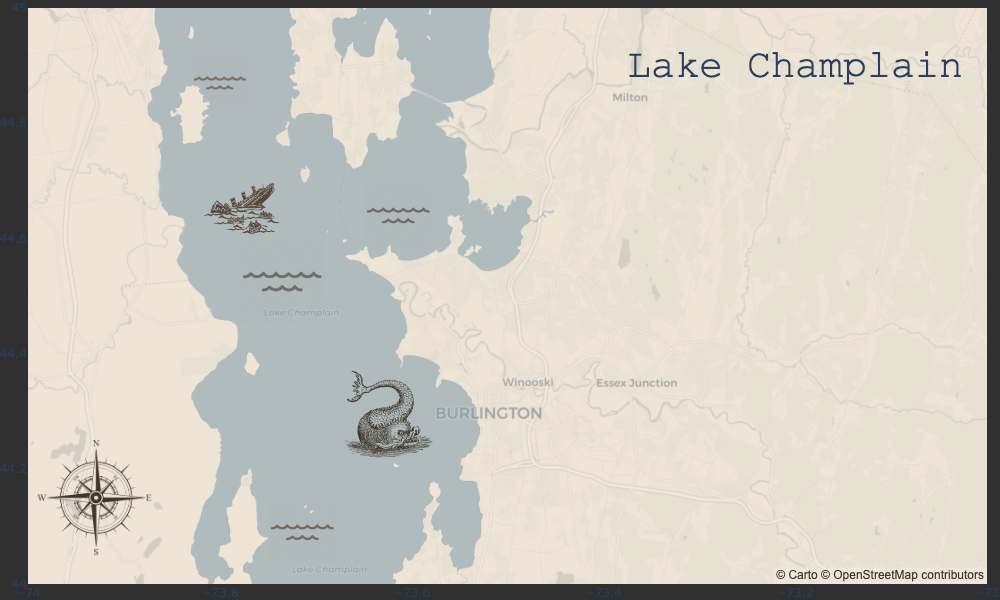 45
Lake Champlain
Milton
44.8
44.6
Lake Champlain
44.4
Winooski
Essex Junction
BURLINGTON
N
44.2
W
E
S
Lake Champlain
© Carto © OpenStreetMap contributors
44
−74
−73.8
−73.6
−73.4
−73.2